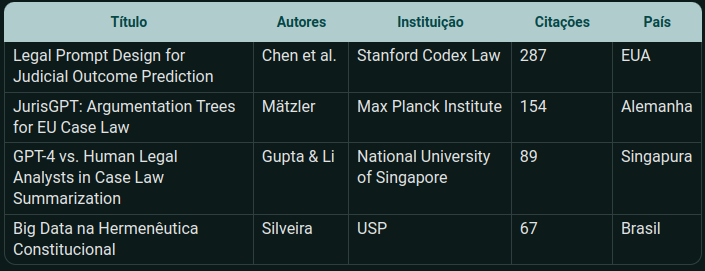 Título Autores Instituição Citações País
Legal Prompt Design for Chen et al. Stanford Codex Law 287 EUA
Judicial Outcome Prediction
JurisGPT: Argumentation Trees Mätzler Max Planck Institute 154 Alemanha
for EU Case Law
GPT-4 vs. Human Legal Gupta & Li National University 89 Singapura
Analysts in Case Law of Singapore
Summarization
Big Data na Hermenêutica Silveira USP 67 Brasil
Constitucional